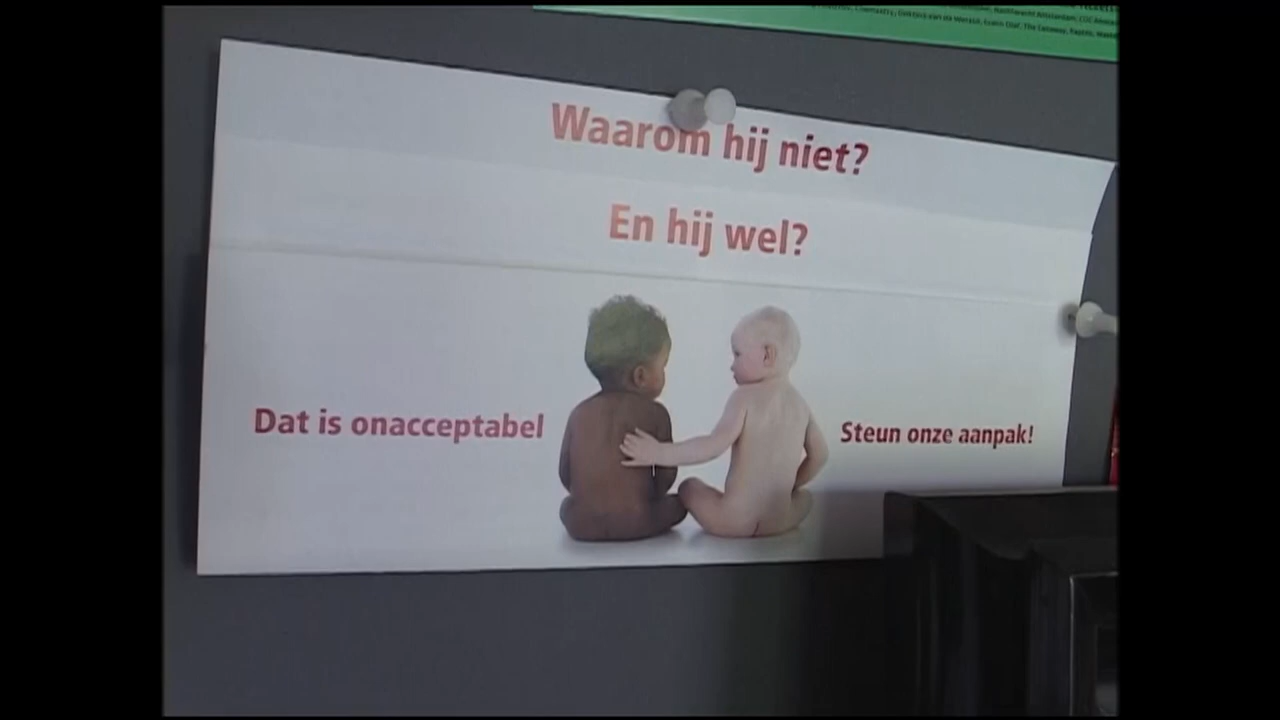 Waarom hij niet?
En hij wel?
Dat is onacceptabel
Steun onze aanpak!